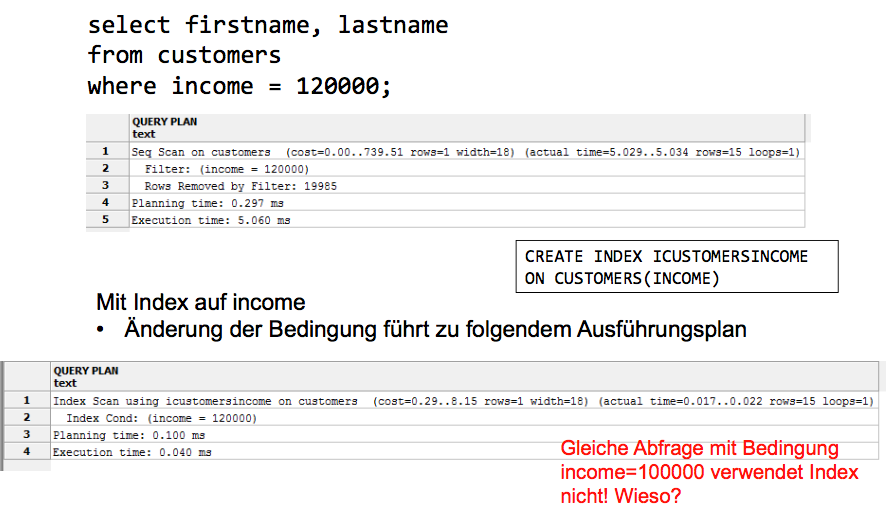 select firstname, lastname
from customers
where income = 120000;
QUERY PLAN
text
1 Seq Scan on customers (cost=0.00..739.51 rows=1 width=18) (actual time=5.029..5.034 rows=15 loops=1)
2 Filter: (income = 120000)
3 Rows Removed by Filter: 19985
4 Planning time: 0.297 ms
5 Execution time: 5.060 ms
CREATE INDEX ICUSTOMERSINCOME
ON CUSTOMERS(INCOME)
Mit Index auf income
• Änderung der Bedingung führt zu folgendem Ausführungsplan
QUERY PLAN
text
1 Index Scan using icustomersincome on customers (cost=0.29..8.15 rows=1 width=18) (actual time=0.017..0.022 rows=15 loops=1)
2 Index Cond: (income = 120000)
3 Planning time: 0.100 ms
4 Execution time: 0.040 ms
Gleiche Abfrage mit Bedingung
income=100000 verwendet Index
nicht! Wieso?